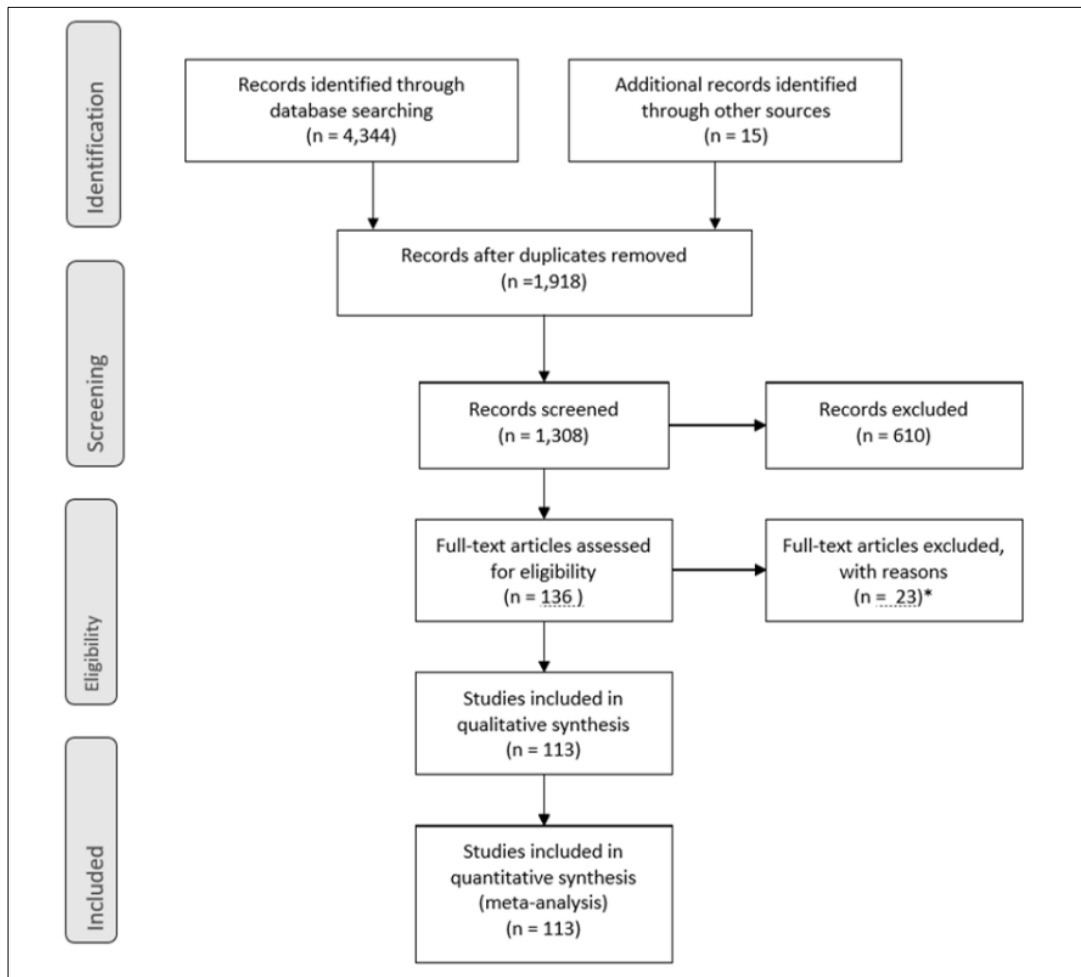 Identification
Records identified through
database searching
(n = 4,344)
Additional records identified
through other sources
(n = 15)
Records after duplicates removed
(n =1,918)
Screening
Records screened
(n = 1,308)
Records excluded
(n = 610)
Eligibility
Full-text articles assessed
for eligibility
(n = 136 )
Full-text articles excluded,
with reasons
(n = 23)*
Studies included in
qualitative synthesis
(n = 113)
Included
Studies included in
quantitative synthesis
(meta-analysis)
(n = 113)